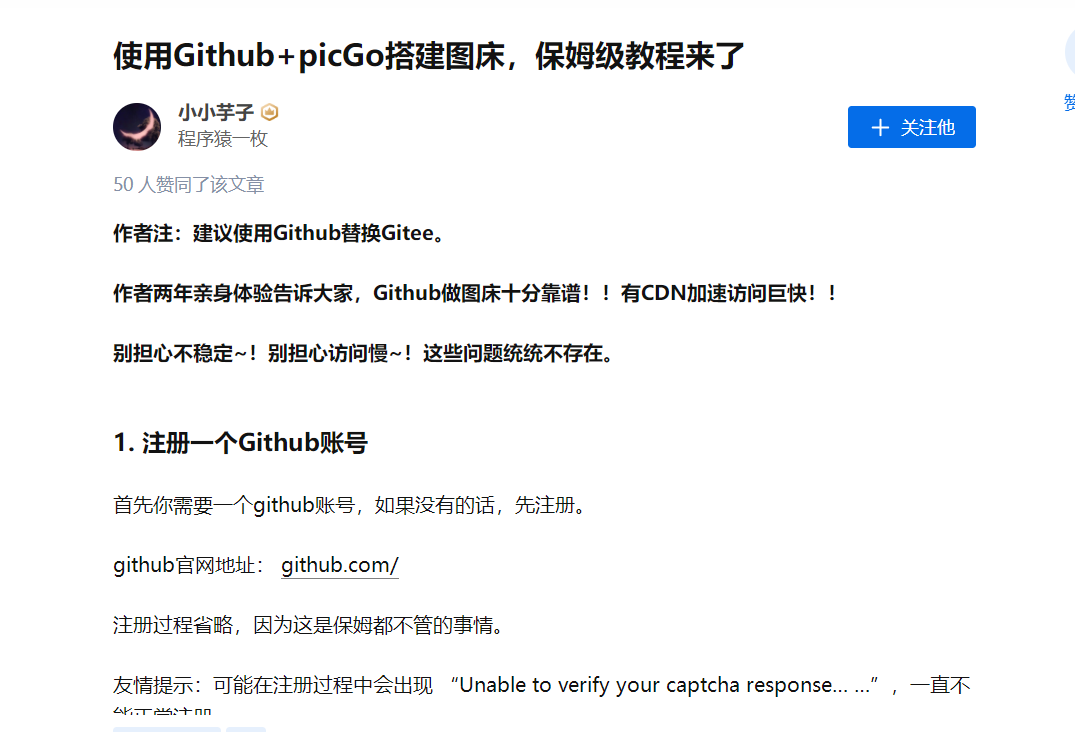 使用Github+picGo搭建图床，保姆级教程来了
小小芋子
程序猿一枚
+ 关注他
赞
50 人赞同了该文章
作者注：建议使用Github替换Gitee。
作者两年亲身体验告诉大家，Github做图床十分靠谱！！有CDN加速访问巨快！！
别担心不稳定~！别担心访问慢~！这些问题统统不存在。
1. 注册一个Github账号
首先你需要一个github账号，如果没有的话，先注册。
github官网地址： github.com/
注册过程省略，因为这是保姆都不管的事情。
友情提示：可能在注册过程中会出现 “Unable to verify your captcha response... ...”，一直不
能正常注册